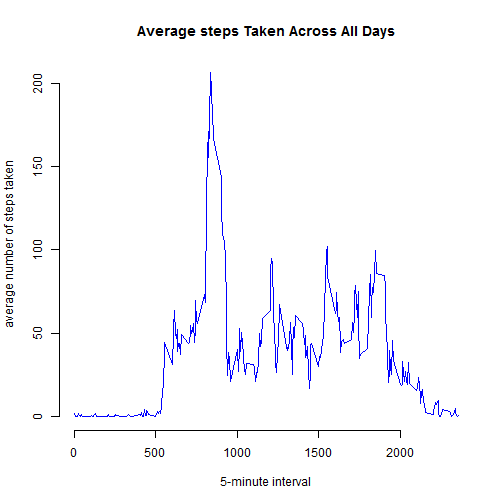 Average steps Taken Across All Days
average number of steps taken
200
150
100
50
0
0 500 1000 1500 2000
5-minute interval